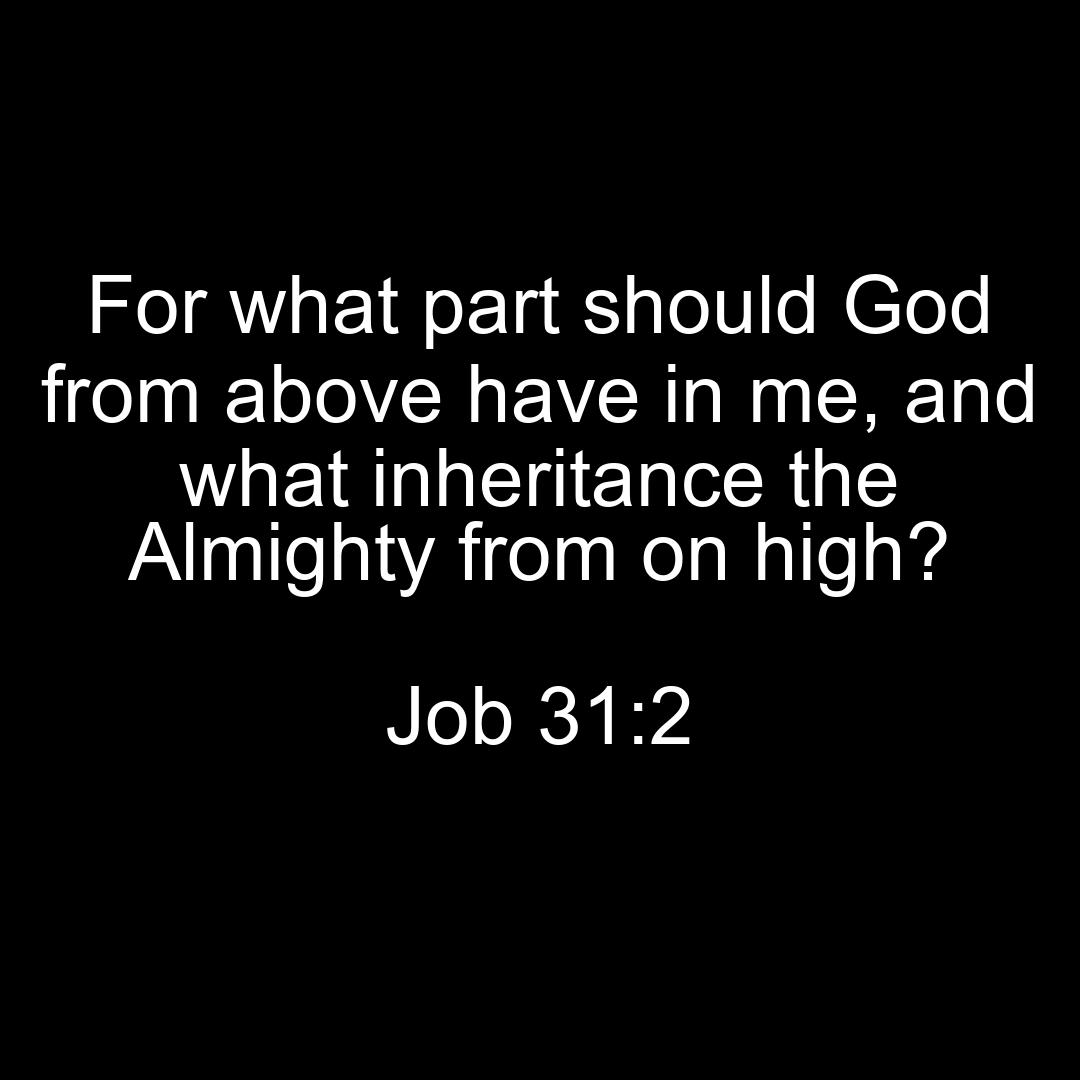 For what part should God
from above have in me, and
what inheritance the
Almighty from on high?
Job 31:2